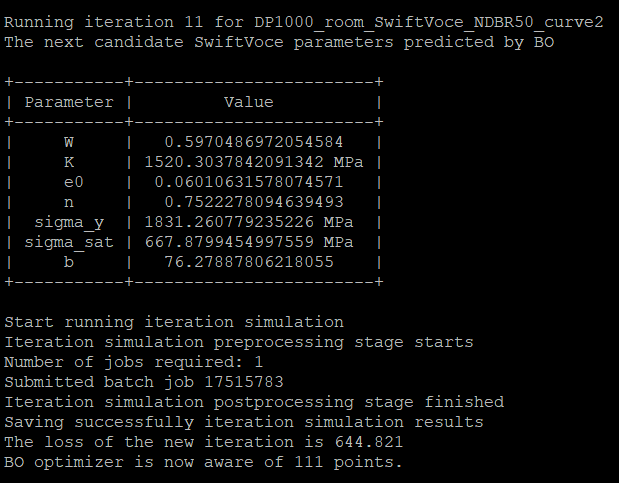 Running iteration 11 for DP1000_room_SwiftVoce_NDBR50_curve2
The next candidate SwiftVoce parameters predicted by BO
+-----------+------------------------+
| Parameter | Value |
+-----------+------------------------+
| W | 0.5970486972054584 |
| K | 1520.3037842091342 MPa |
| e0 | 0.06010631578074571 |
| n | 0.7522278094639493 |
| sigma_y | 1831.260779235226 MPa |
| sigma_sat | 667.8799454997559 MPa |
| b | 76.27887806218055 |
+-----------+------------------------+
Start running iteration simulation
Iteration simulation preprocessing stage starts
Number of jobs required: 1
Submitted batch job 17515783
Iteration simulation postprocessing stage finished
Saving successfully iteration simulation results
The loss of the new iteration is 644.821
BO optimizer is now aware of 111 points.